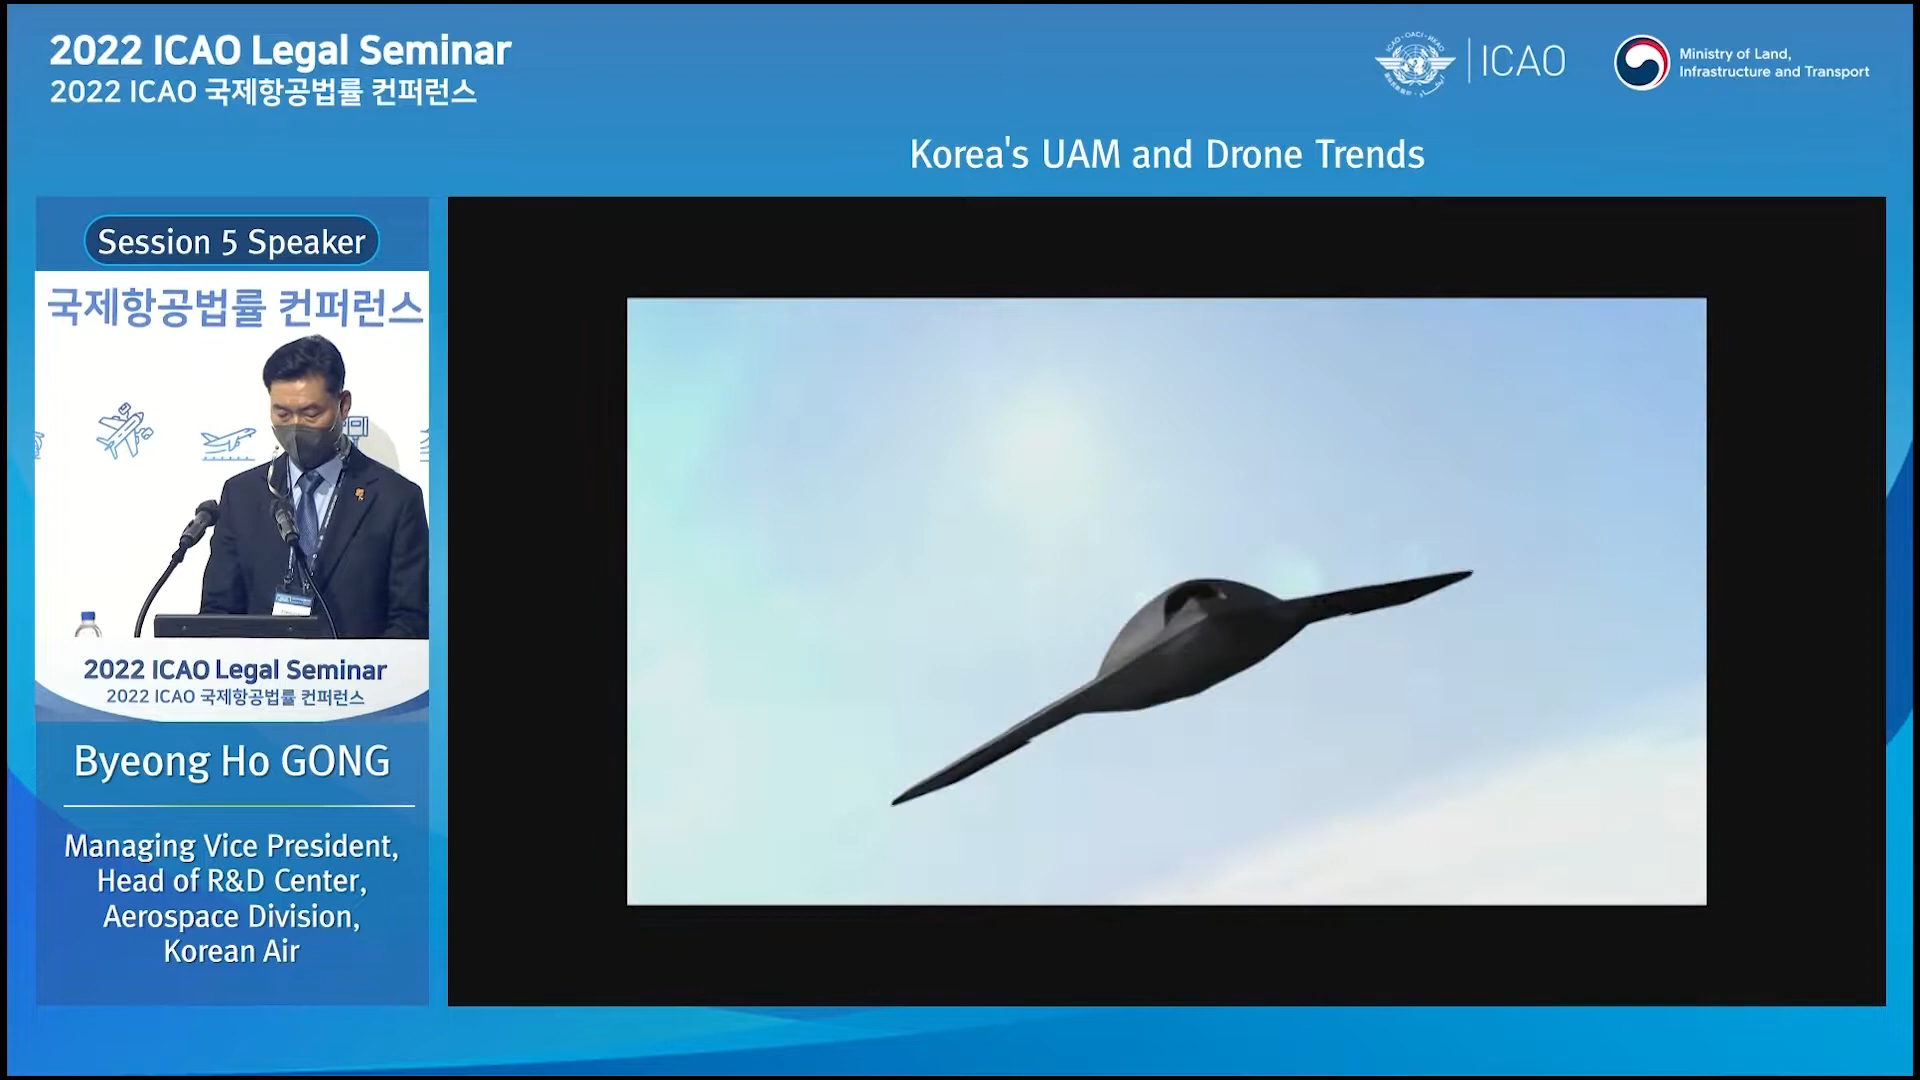 2022 ICAO Legal Seminar
2022 ICAO 국제항공법률 컨퍼런스
ICAO
Ministry of Land,
Infrastructure and Transport
Korea's UAM and Drone Trends
Session 5 Speaker
국제항공법률 컨퍼런스
2022 ICAO Legal Seminar
2022 ICAO 국제항공법률 컨퍼런스
Byeong Ho GONG
Managing Vice President,
Head of R&D Center,
Aerospace Division,
Korean Air